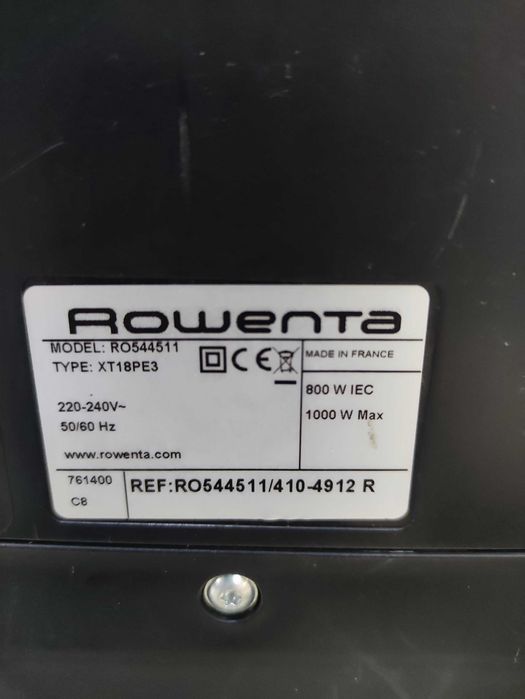 Rowenta
MODEL: RO544511
TYPE: XT18PE3
CE
MADE IN FRANCE
220-240V~
50/60 Hz
800 W IEC
1000 W Max
www.rowenta.com
761400
C8
REF:RO544511/410-4912 R